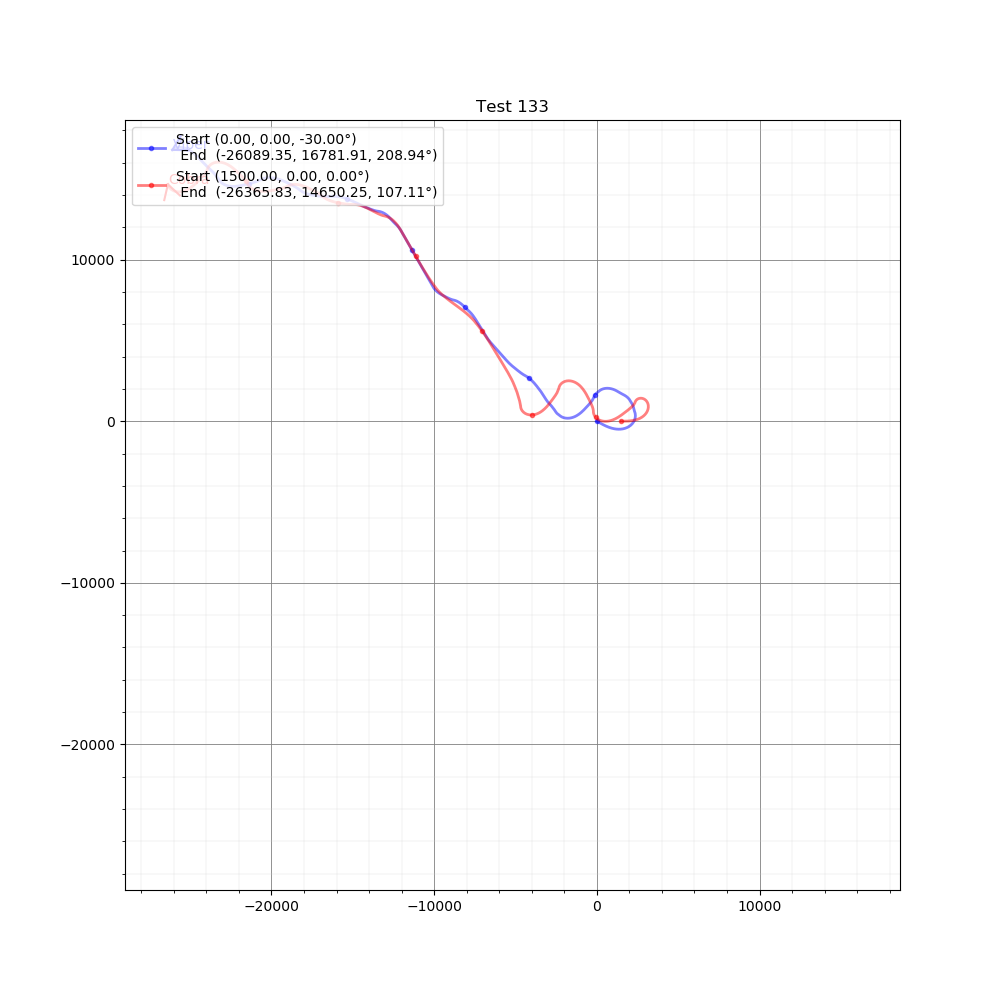 Test 133
Start (0.00, 0.00, -30.00°)
End (-26089.35, 16781.91, 208.94°)
Start (1500.00, 0.00, 0.00°)
End (-26365.83, 14650.25, 107.11°)
10000
0
−10000
−20000
−20000
−10000
0
10000